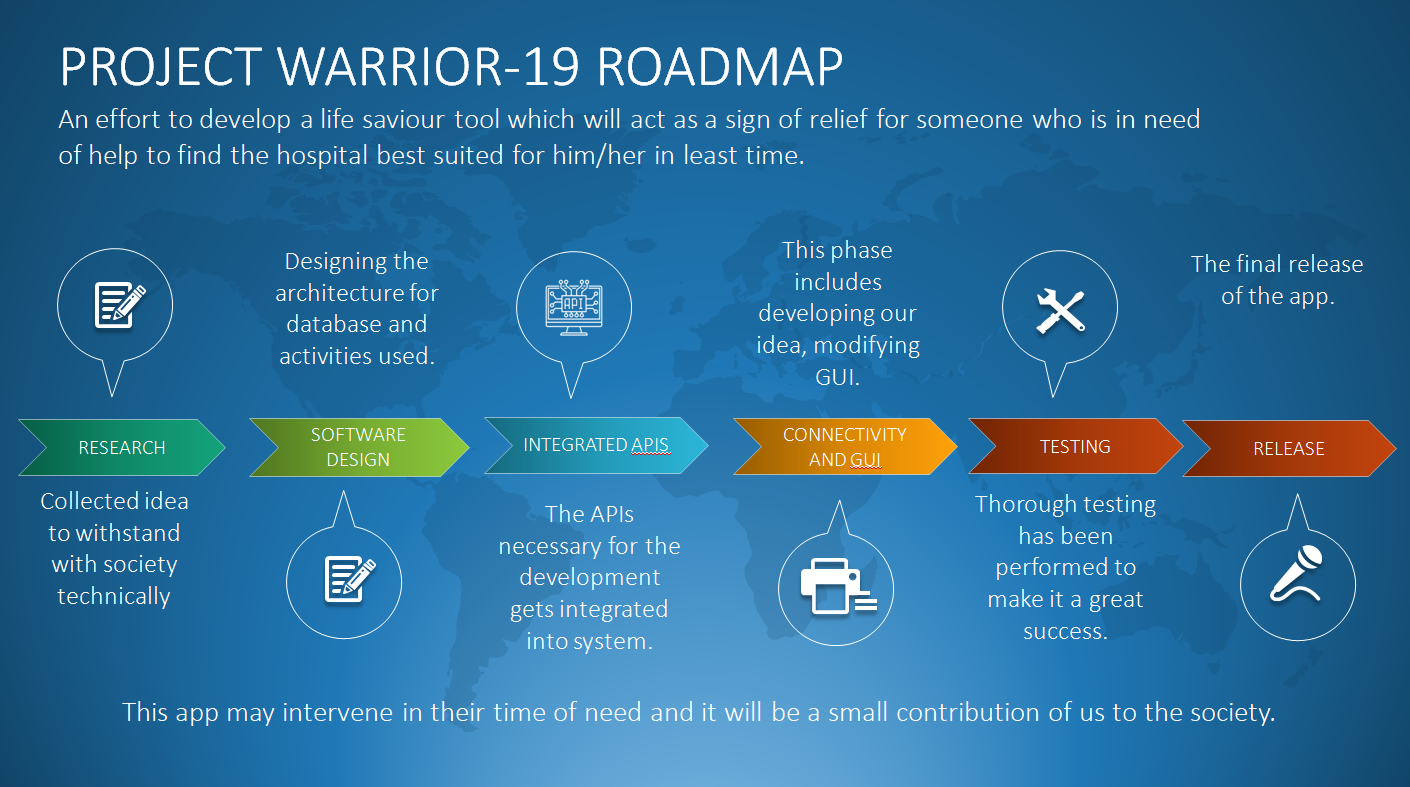 PROJECT WARRIOR-19 ROADMAP
An effort to develop a life saviour tool which will act as a sign of relief for someone who is in need
of help to find the hospital best suited for him/her in least time.
RESEARCH
Collected idea
to withstand
with society
technically
Designing the
architecture for
database and
activities used.
SOFTWARE
DESIGN
API
INTEGRATED APIS
The APIs
necessary for the
development
gets integrated
into system.
This phase
includes
developing our
idea, modifying
GUI.
CONNECTIVITY
AND GUI
TESTING
Thorough testing
has been
performed to
make it a great
success.
The final release
of the app.
RELEASE
This app may intervene in their time of need and it will be a small contribution of us to the society.